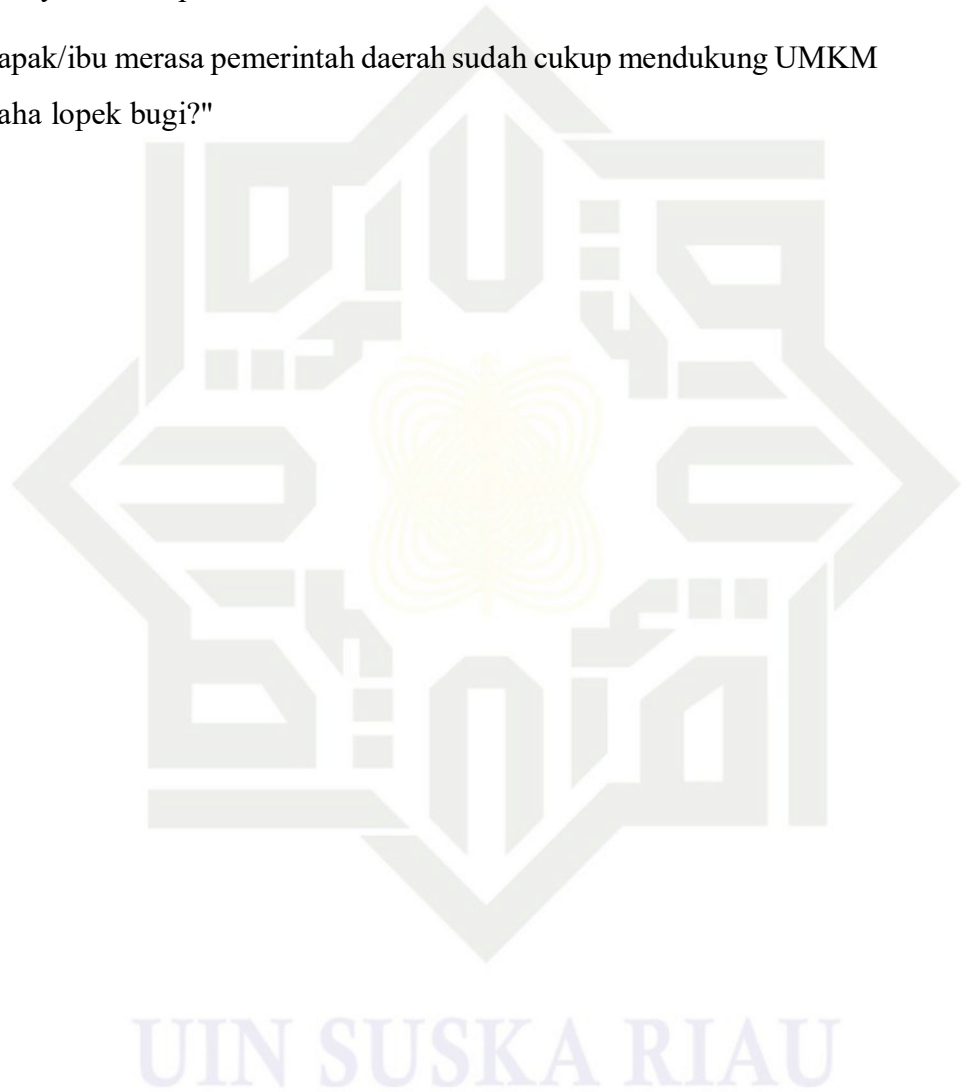 apak/ibu merasa pemerintah daerah sudah cukup mendukung UMKM
aha lopek bugi?"
UIN SUSKA RIAU